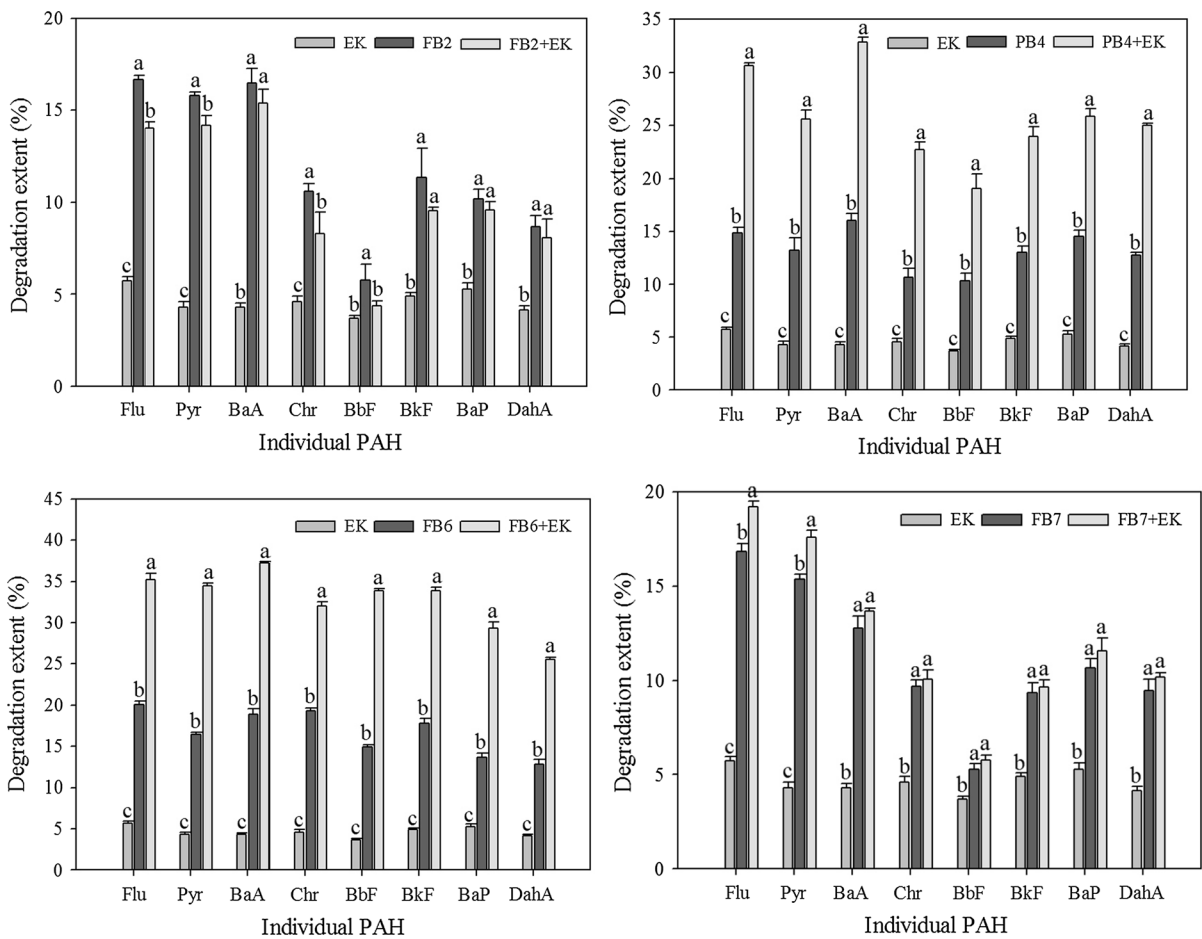 20
15
10
5
0
Degradation extent (%)
EK FB2 FB2+EK
c a b
c a b
b a a
c a b
b a b
b a a
b a a
b a a
Flu Pyr BaA Chr BbF BkF BaP DahA
Individual PAH
35
30
25
20
15
10
5
0
Degradation extent (%)
EK PB4 PB4+EK
c b a
c b a
c b a
c b a
c b a
c b a
c b a
c b a
Flu Pyr BaA Chr BbF BkF BaP DahA
Individual PAH
45
40
35
30
25
20
15
10
5
0
Degradation extent (%)
EK FB6 FB6+EK
c b a
c b a
c b a
c b a
c b a
c b a
c b a
c b a
Flu Pyr BaA Chr BbF BkF BaP DahA
Individual PAH
20
15
10
5
0
Degradation extent (%)
EK FB7 FB7+EK
c b a
c b a
b a a
b a a
b a a
b a a
b a a
b a a
Flu Pyr BaA Chr BbF BkF BaP DahA
Individual PAH